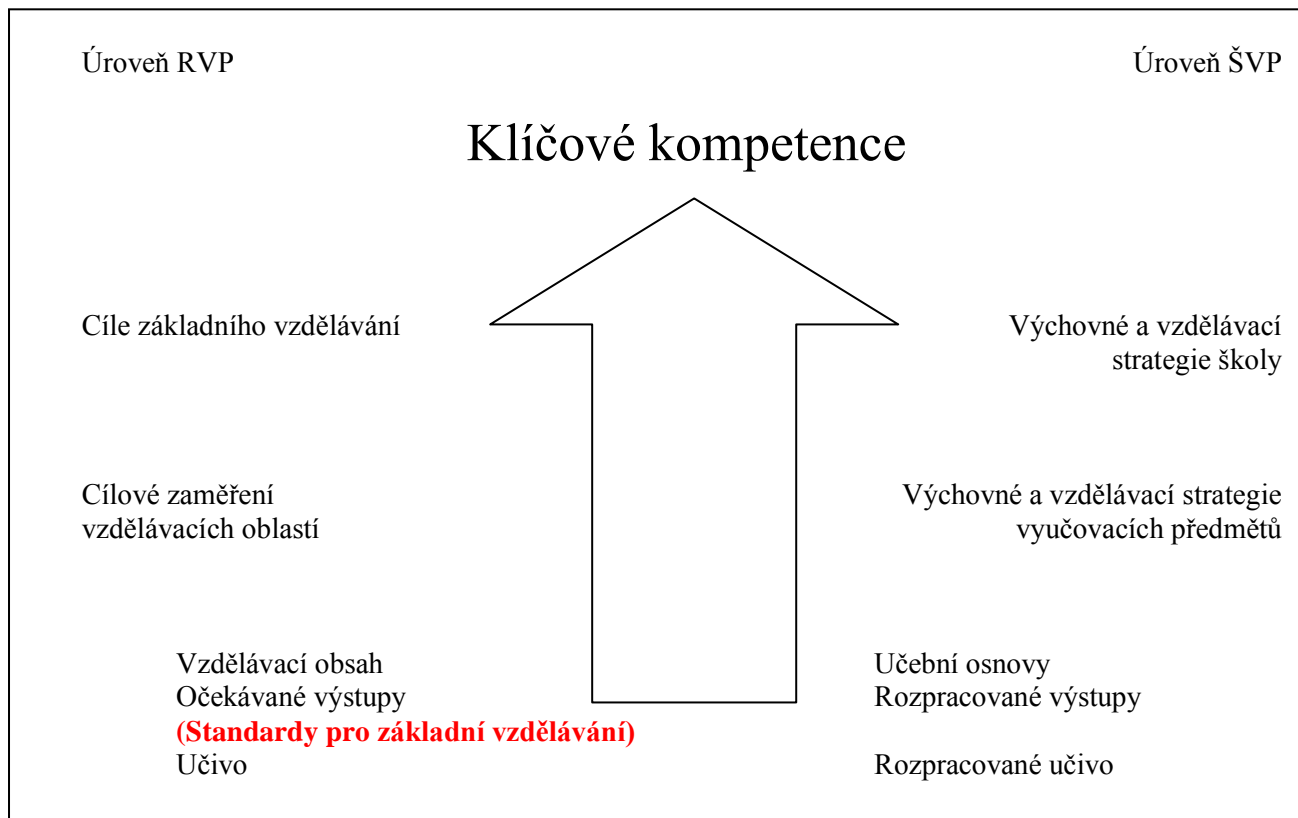 Úroveň RVP
Úroveň ŠVP
Klíčové kompetence
Cíle základního vzdělávání
Výchovné a vzdělávací
strategie školy
Cílové zaměření
vzdělávacích oblastí
Výchovné a vzdělávací strategie
vyučovacích předmětů
Vzdělávací obsah
Očekávané výstupy
(Standardy pro základní vzdělávání)
Učivo
Učební osnovy
Rozpracované výstupy
Rozpracované učivo